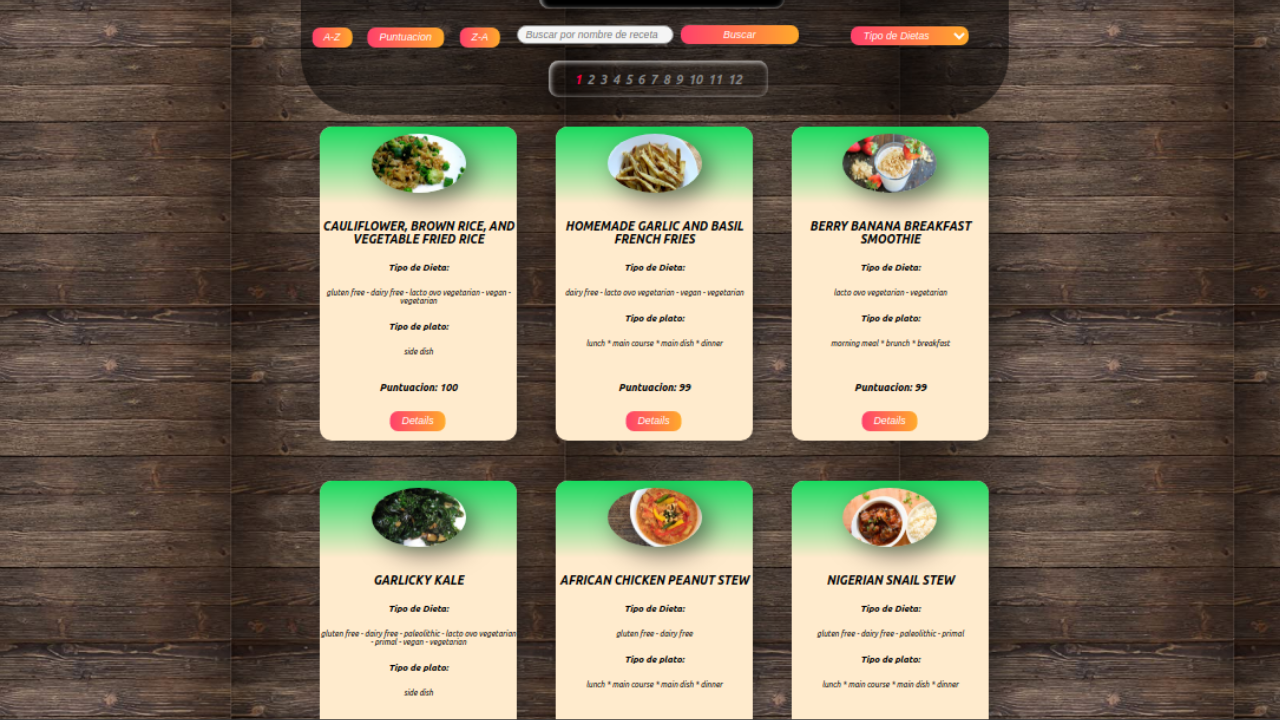 A-Z
Puntuacion
Z-A
Buscar por nombre de receta
Buscar
Tipo de Dietas
1 2 3 4 5 6 7 8 9 10 11 12
CAULIFLOWER, BROWN RICE, AND
VEGETABLE FRIED RICE
Tipo de Dieta:
gluten free - dairy free - lacto ovo vegetarian - vegan -
vegetarian
Tipo de plato:
side dish
Puntuacion: 100
Details
HOMEMADE GARLIC AND BASIL
FRENCH FRIES
Tipo de Dieta:
dairy free - lacto ovo vegetarian - vegan - vegetarian
Tipo de plato:
lunch * main course * main dish * dinner
Puntuacion: 99
Details
BERRY BANANA BREAKFAST
SMOOTHIE
Tipo de Dieta:
lacto ovo vegetarian - vegetarian
Tipo de plato:
morning meal * brunch * breakfast
Puntuacion: 99
Details
GARLICKY KALE
Tipo de Dieta:
gluten free - dairy free - paleolithic - lacto ovo vegetarian
- primal - vegan - vegetarian
Tipo de plato:
side dish
AFRICAN CHICKEN PEANUT STEW
Tipo de Dieta:
gluten free - dairy free
Tipo de plato:
lunch * main course * main dish * dinner
NIGERIAN SNAIL STEW
Tipo de Dieta:
gluten free - dairy free - paleolithic - primal
Tipo de plato:
lunch * main course * main dish * dinner